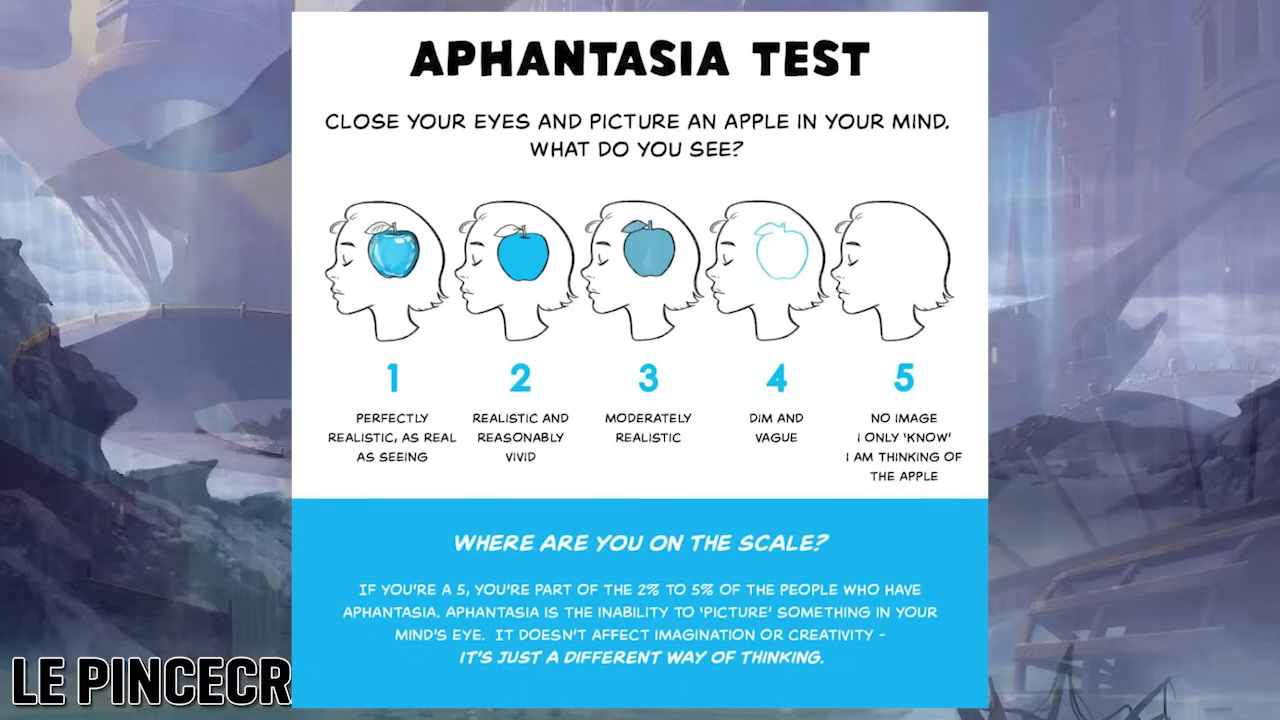 APHANTASIA TEST
CLOSE YOUR EYES AND PICTURE AN APPLE IN YOUR MIND.
WHAT DO YOU SEE?
1
PERFECTLY
REALISTIC, AS REAL
AS SEEING
2
REALISTIC AND
REASONABLY
VIVID
3
MODERATELY
REALISTIC
4
DIM AND
VAGUE
5
NO IMAGE
I ONLY 'KNOW'
I AM THINKING OF
THE APPLE
WHERE ARE YOU ON THE SCALE?
IF YOU'RE A 5, YOU'RE PART OF THE 2% TO 5% OF THE PEOPLE WHO HAVE
APHANTASIA. APHANTASIA IS THE INABILITY TO 'PICTURE' SOMETHING IN YOUR
MIND'S EYE. IT DOESN'T AFFECT IMAGINATION OR CREATIVITY -
IT'S JUST A DIFFERENT WAY OF THINKING.
LE PINCECR